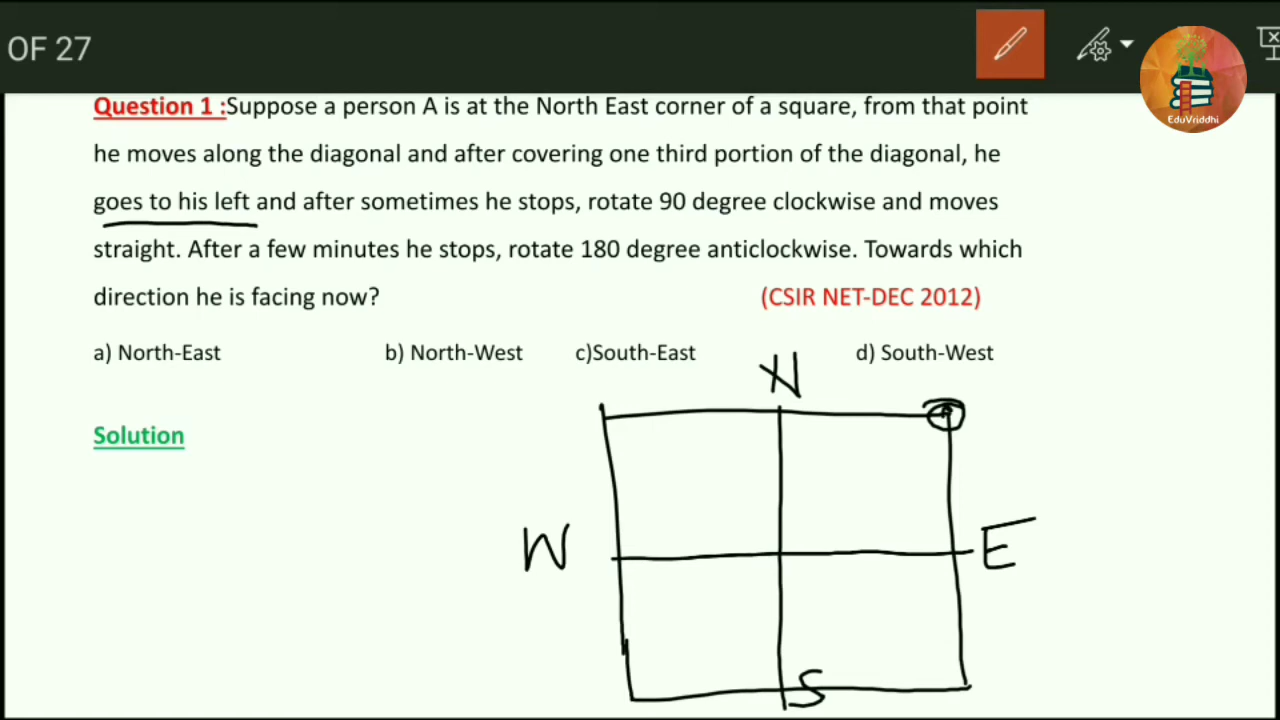 OF 27
EduVriddhi
Question 1 :Suppose a person A is at the North East corner of a square, from that point
he moves along the diagonal and after covering one third portion of the diagonal, he
goes to his left and after sometimes he stops, rotate 90 degree clockwise and moves
straight. After a few minutes he stops, rotate 180 degree anticlockwise. Towards which
direction he is facing now? (CSIR NET-DEC 2012)
a) North-East b) North-West c)South-East d) South-West
N
Solution
W E
S